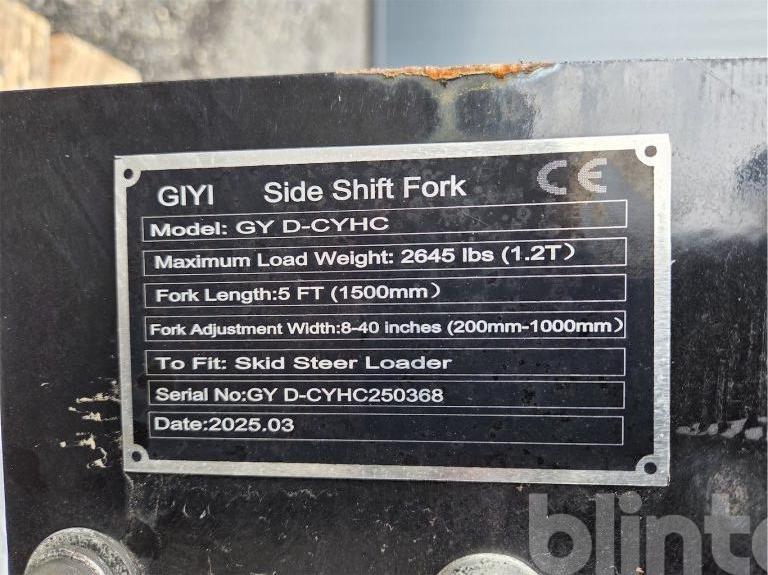 GIYI Side Shift Fork CE
Model: GY D-CYHC
Maximum Load Weight: 2645 lbs (1.2T)
Fork Length:5 FT (1500mm)
Fork Adjustment Width:8-40 inches (200mm-1000mm)
To Fit: Skid Steer Loader
Serial No:GY D-CYHC250368
Date:2025.03